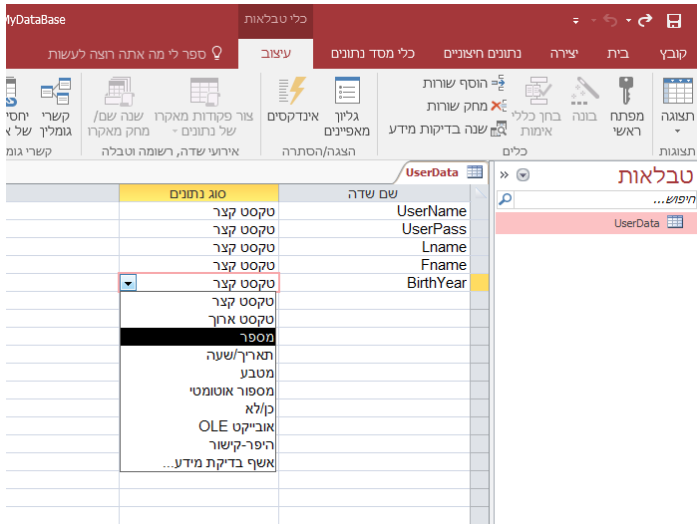 MyDataBase
כלי טבלאות
קובץ בית יצירה נתונים חיצוניים כלי מסד נתונים עיצוב ספר לי מה אתה רוצה לעשות
תצוגה
מפתח ראשי
בונה
בחן כללי אימות
הוסף שורות
מחק שורות
שנה בדיקות מידע
גליון מאפיינים
אינדקסים
צור פקודות מאקרו של נתונים
שנה שם/ מחק מאקרו
קשרי גומלין
תצוגות כלים הצגה/הסתרה אירועי שדה, רשומה וטבלה
טבלאות
חיפוש...
UserData
UserData
שם שדה סוג נתונים
UserName טקסט קצר
UserPass טקסט קצר
Lname טקסט קצר
Fname טקסט קצר
BirthYear טקסט קצר
טקסט קצר
טקסט ארוך
מספר
תאריך/שעה
מטבע
מספור אוטומטי
כן/לא
אובייקט OLE
היפר-קישור
אשף בדיקת מידע...